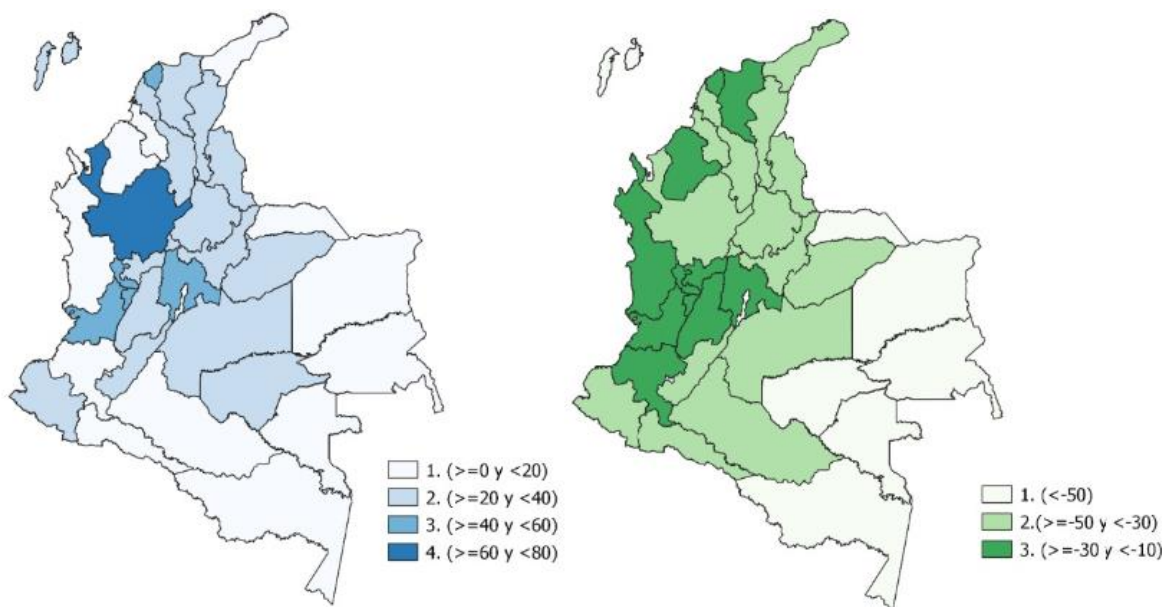 1. (>=0 y <20)
2. (>=20 y <40)
3. (>=40 y <60)
4. (>=60 y <80)
1. (<-50)
2.(>=-50 y <-30)
3. (>=-30 y <-10)